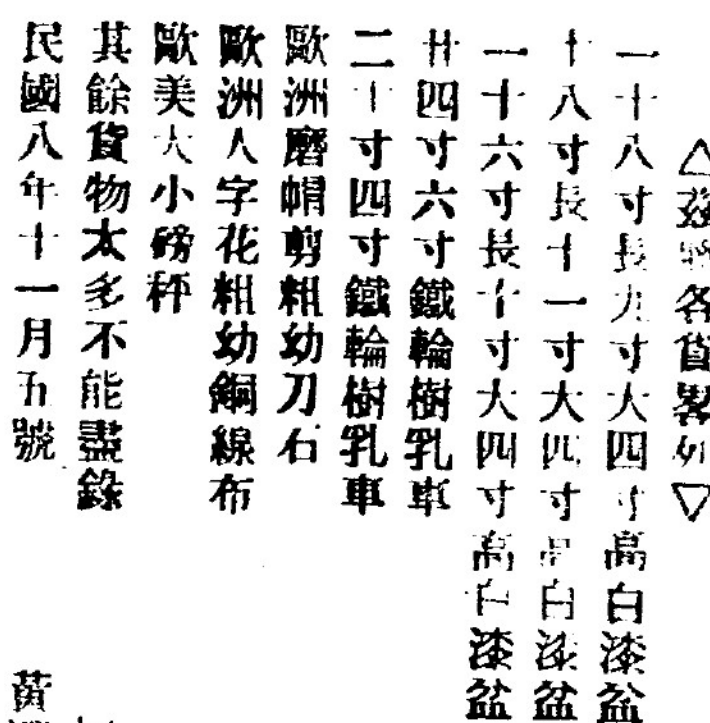 △茲將各貨畧列▽
一十八寸長九寸大四寸高白漆盆
十八寸長十一寸大四寸高白漆盆
一十六寸長十寸大四寸高白漆盆
廿四寸六寸鐵輪樹乳車
二十寸四寸鐵輪樹乳車
歐洲磨帽剪粗幼刀石
歐洲人字花粗幼銅線布
歐美大小磅秤
其餘貨物太多不能盡錄
民國八年十一月五號
黃